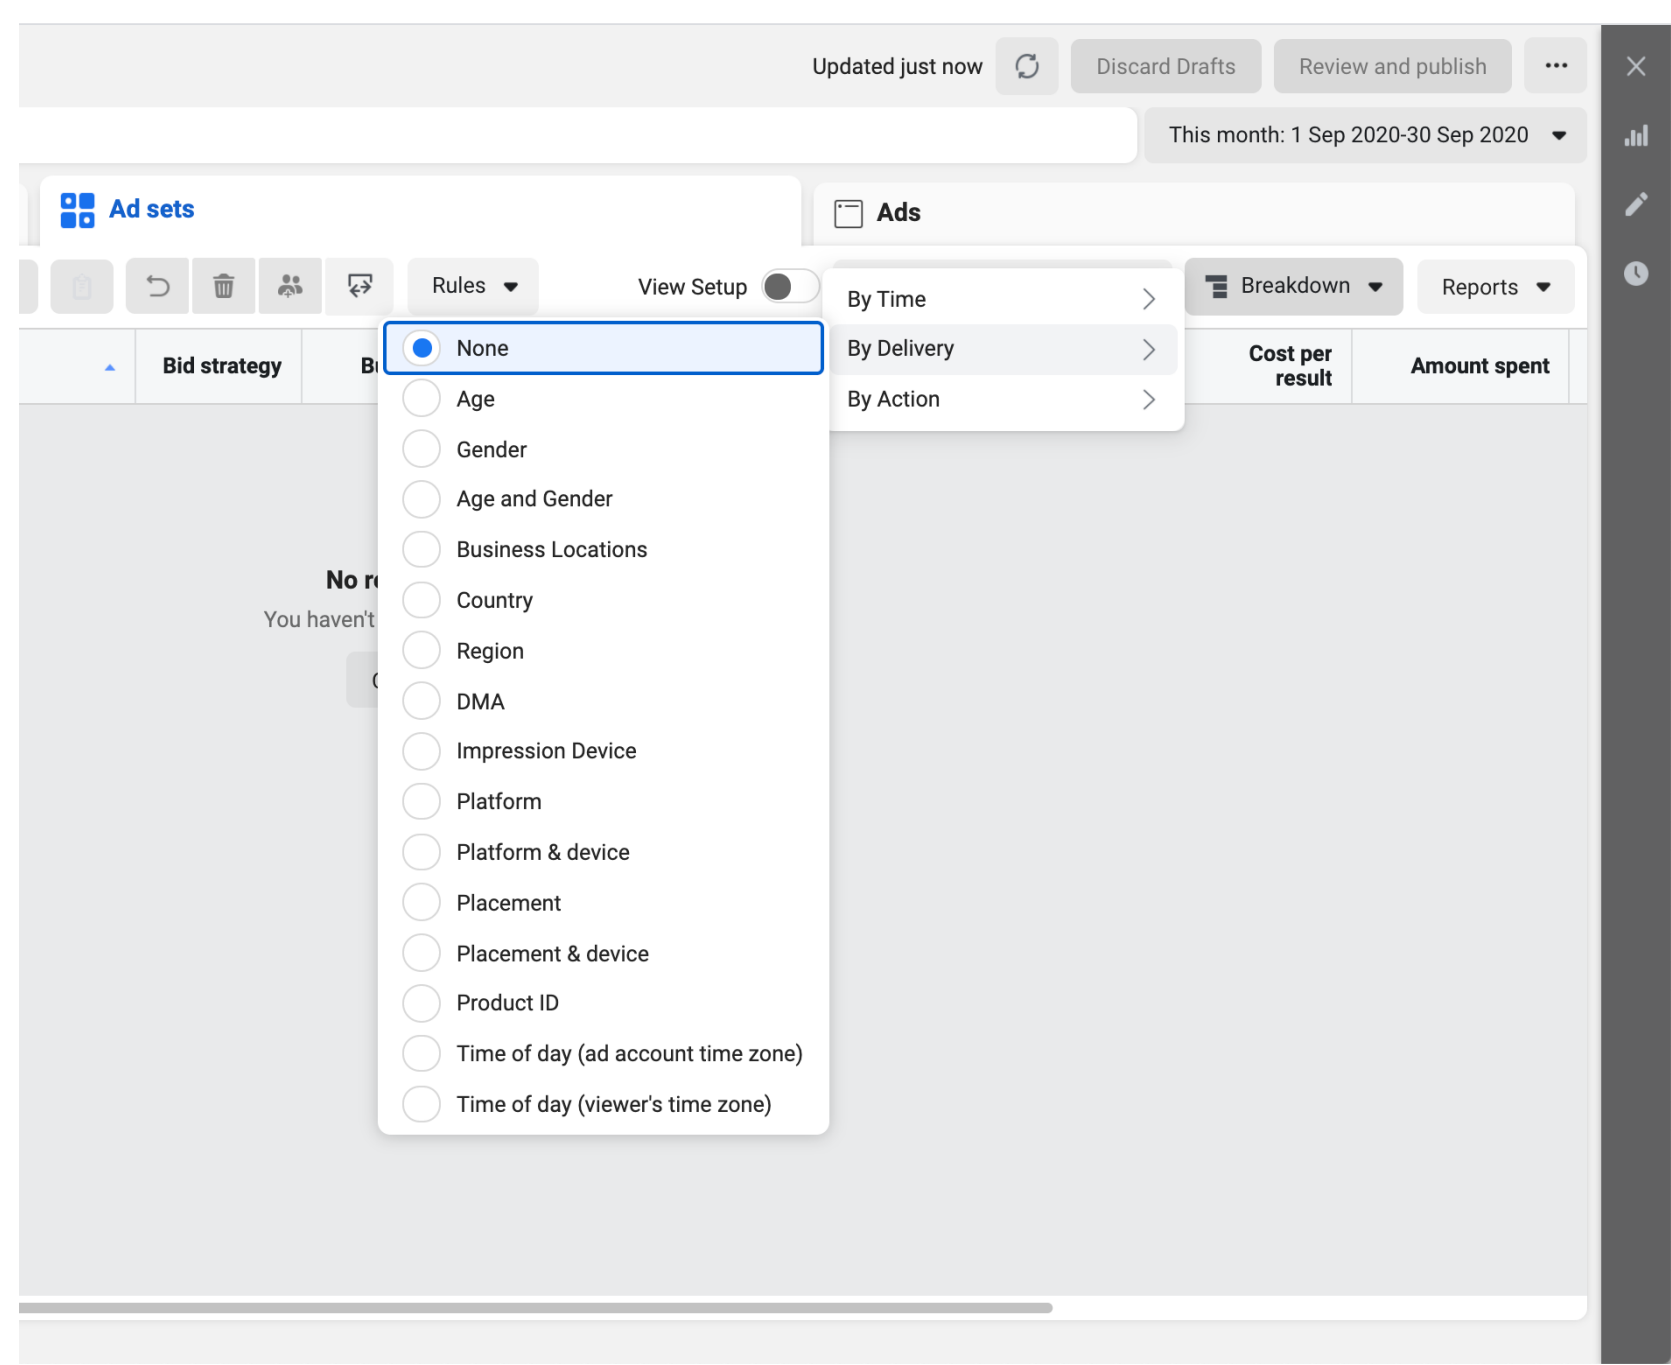 Updated just now
Discard Drafts
Review and publish
This month: 1 Sep 2020-30 Sep 2020
Ad sets
Ads
Rules
View Setup
Breakdown
Reports
By Time
By Delivery
By Action
Bid strategy
Cost per
result
Amount spent
None
Age
Gender
Age and Gender
Business Locations
Country
Region
DMA
Impression Device
Platform
Platform & device
Placement
Placement & device
Product ID
Time of day (ad account time zone)
Time of day (viewer's time zone)
No
You haven't